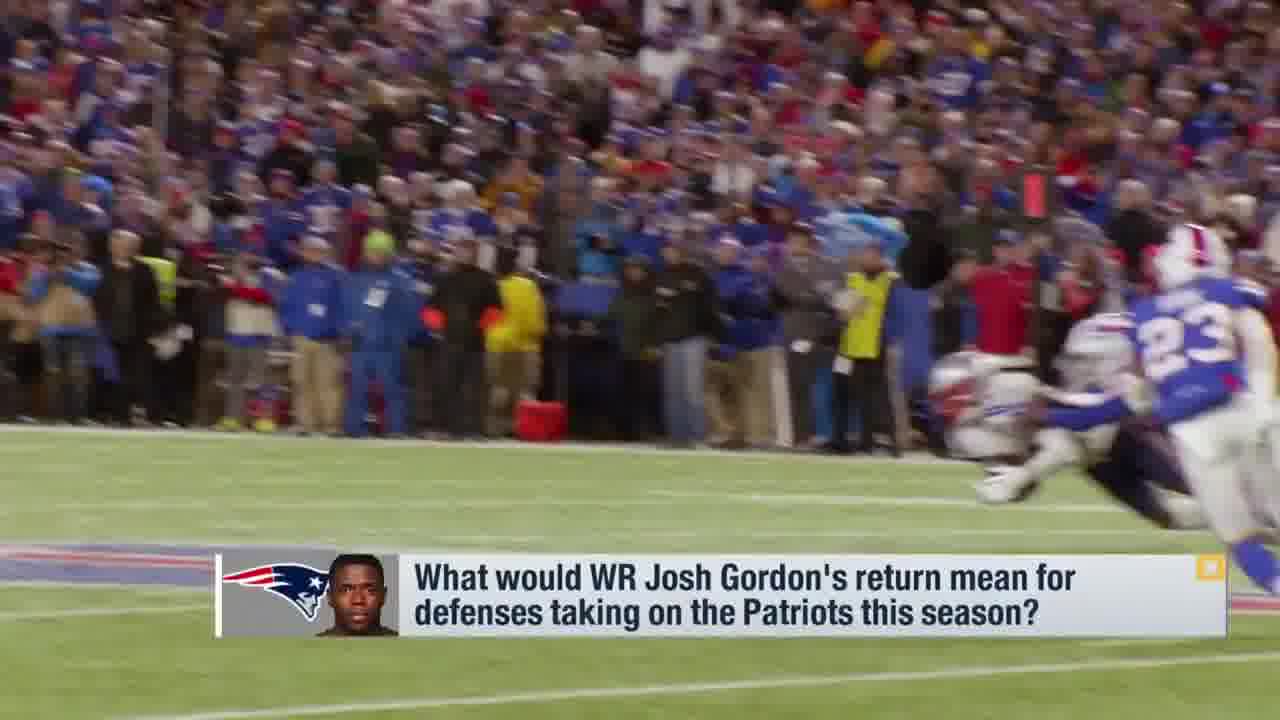 23
What would WR Josh Gordon's return mean for
defenses taking on the Patriots this season?